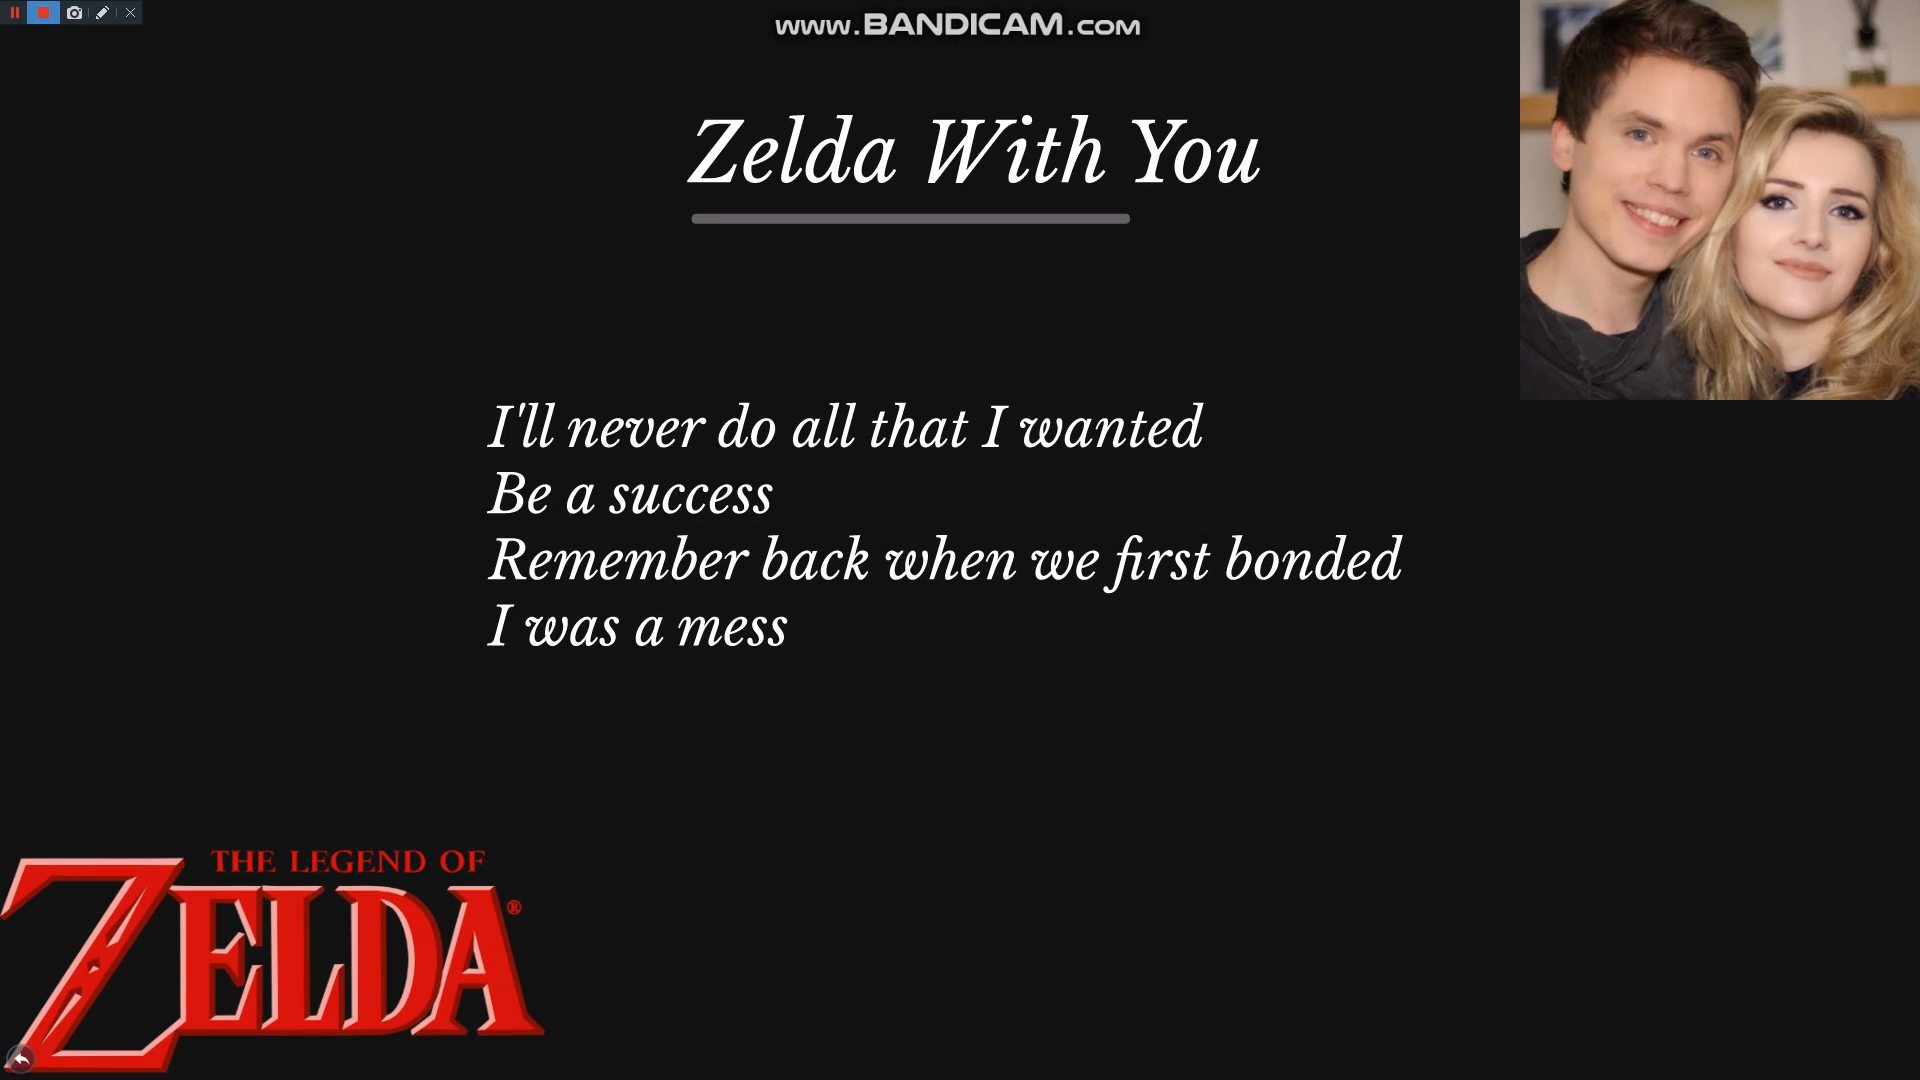 www.BANDICAM.com
Zelda With You
I'll never do all that I wanted
Be a success
Remember back when we first bonded
I was a mess
THE LEGEND OF
ZELDA®